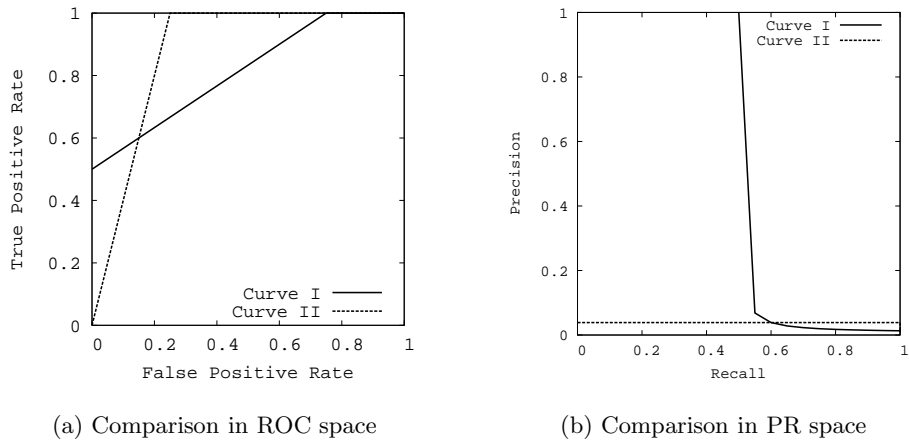 1
0.8
0.6
0.4
0.2
0
True Positive Rate
Curve I
Curve II
0 0.2 0.4 0.6 0.8 1
False Positive Rate
(a) Comparison in ROC space
1
0.8
0.6
0.4
0.2
0
Precision
Curve I
Curve II
0 0.2 0.4 0.6 0.8 1
Recall
(b) Comparison in PR space